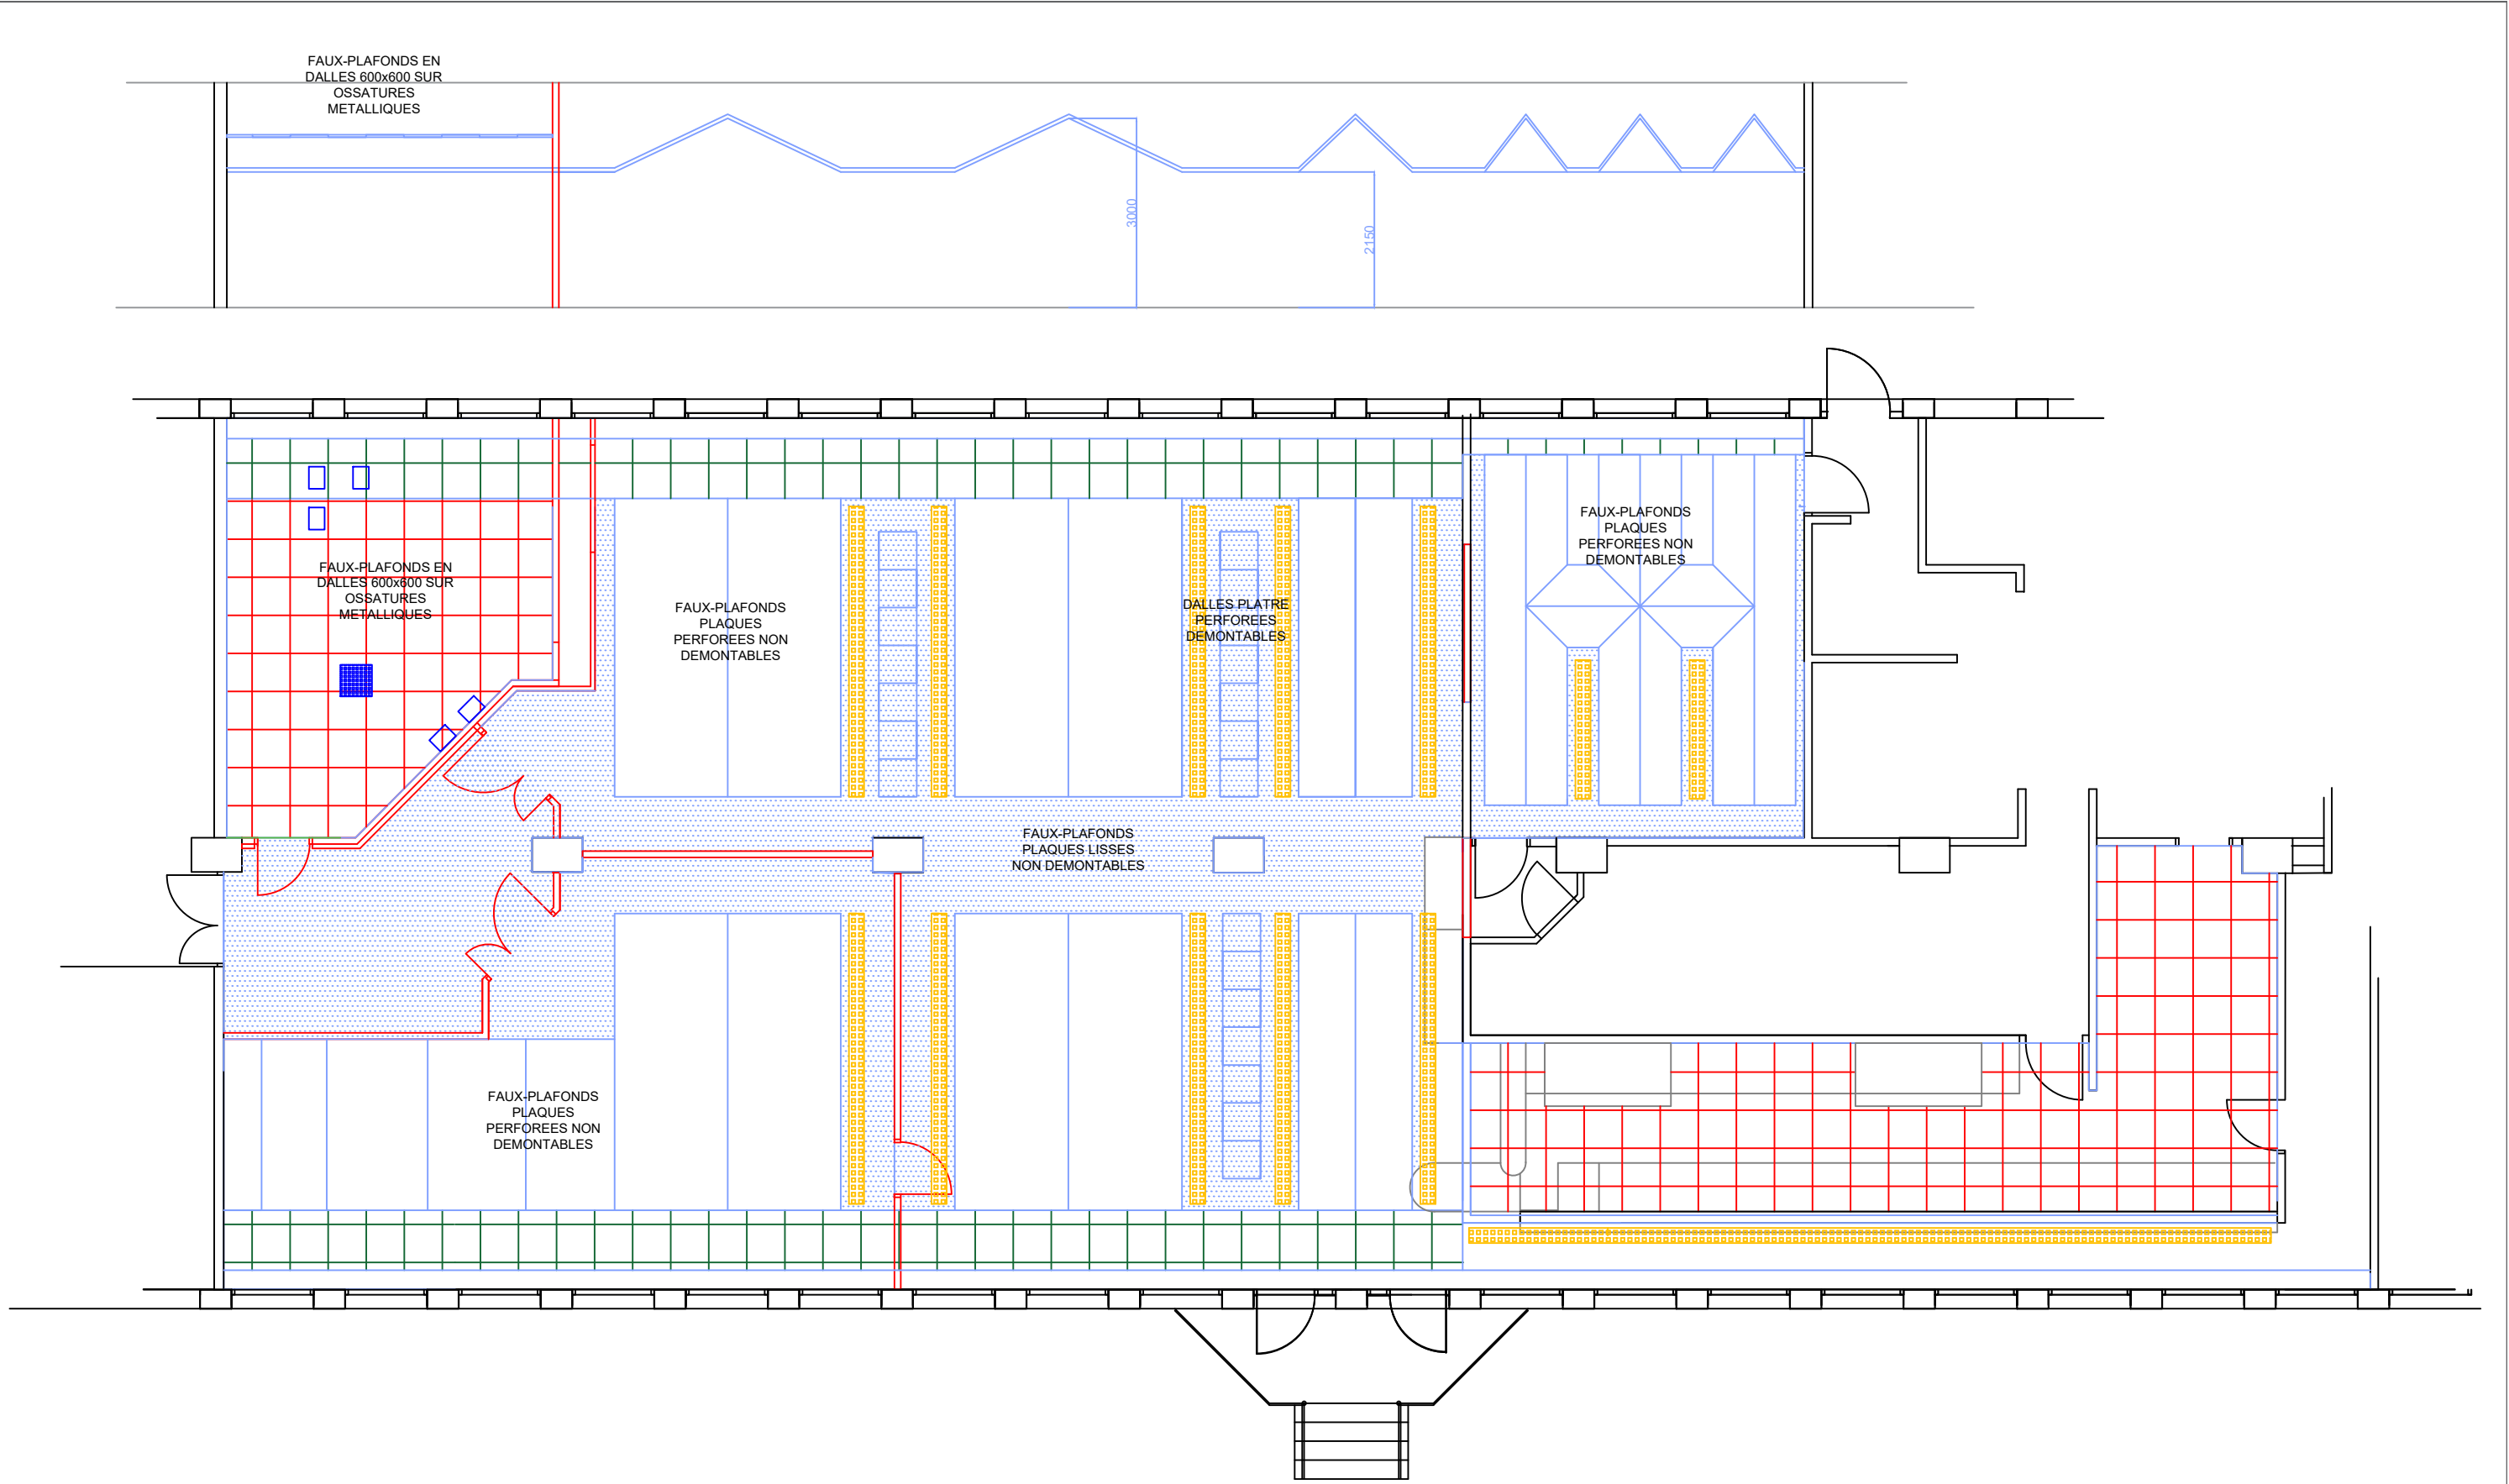 FAUX-PLAFONDS EN
DALLES 600x600 SUR
OSSATURES
METALLIQUES
3000
2150
FAUX-PLAFONDS
PLAQUES
PERFOREES NON
DEMONTABLES
FAUX-PLAFONDS EN
DALLES 600x600 SUR
OSSATURES
METALLIQUES
FAUX-PLAFONDS
PLAQUES
PERFOREES NON
DEMONTABLES
DALLES PLATRE
PERFOREES
DEMONTABLES
FAUX-PLAFONDS
PLAQUES LISSES
NON DEMONTABLES
FAUX-PLAFONDS
PLAQUES
PERFOREES NON
DEMONTABLES